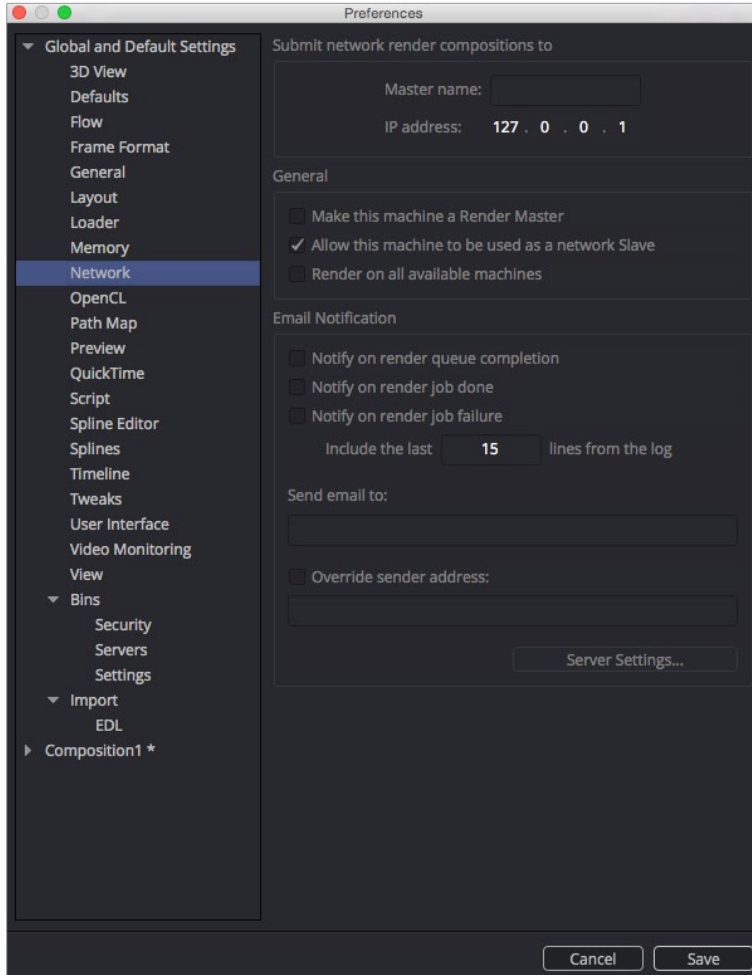 Preferences
Global and Default Settings
3D View
Defaults
Flow
Frame Format
General
Layout
Loader
Memory
Network
OpenCL
Path Map
Preview
QuickTime
Script
Spline Editor
Splines
Timeline
Tweaks
User Interface
Video Monitoring
View
Bins
Security
Servers
Settings
Import
EDL
Composition1 *
Submit network render compositions to
Master name:
IP address: 127 . 0 . 0 . 1
General
Make this machine a Render Master
Allow this machine to be used as a network Slave
Render on all available machines
Email Notification
Notify on render queue completion
Notify on render job done
Notify on render job failure
Include the last 15 lines from the log
Send email to:
Override sender address:
Server Settings...
Cancel Save